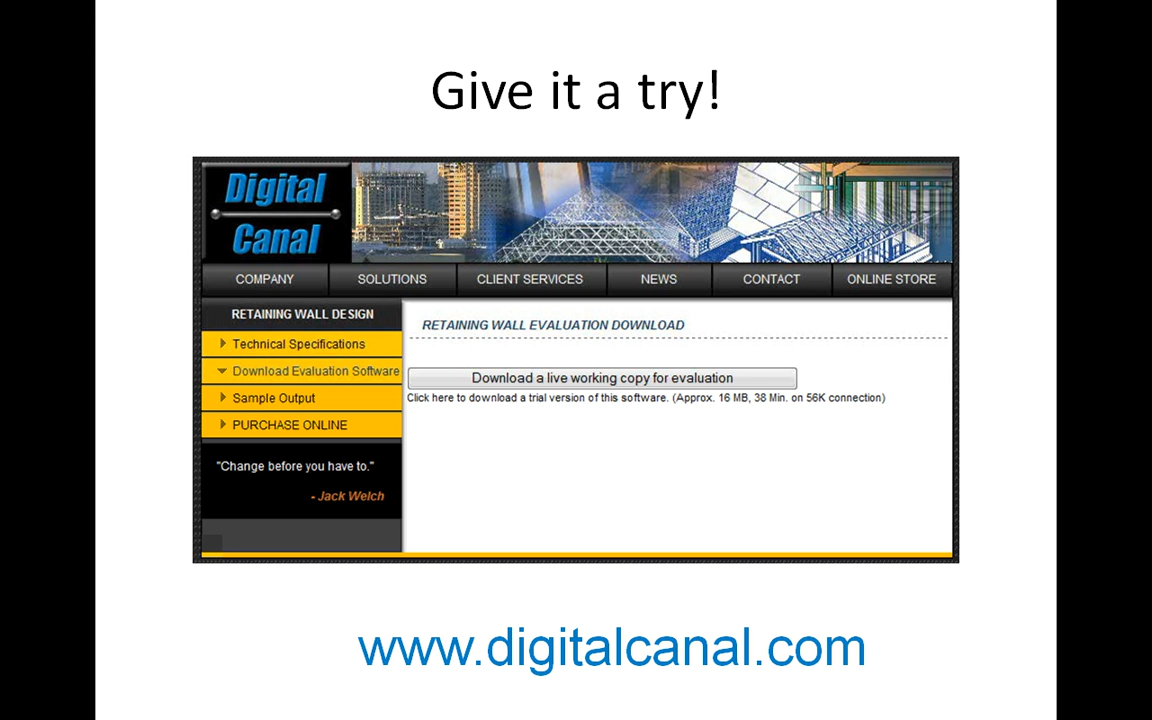 Give it a try!
Digital
Canal
COMPANY SOLUTIONS CLIENT SERVICES NEWS CONTACT ONLINE STORE
RETAINING WALL DESIGN
Technical Specifications
Download Evaluation Software
Sample Output
PURCHASE ONLINE
"Change before you have to."
- Jack Welch
RETAINING WALL EVALUATION DOWNLOAD
Download a live working copy for evaluation
Click here to download a trial version of this software. (Approx. 16 MB, 38 Min. on 56K connection)
www.digitalcanal.com